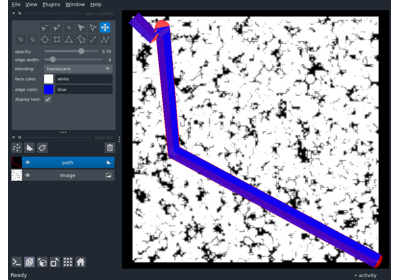 File View Plugins Window Help
opacity: 0.70
edge width: 4
blending: translucent
face color: white
edge color: blue
display text: ✓
path
Image
activity